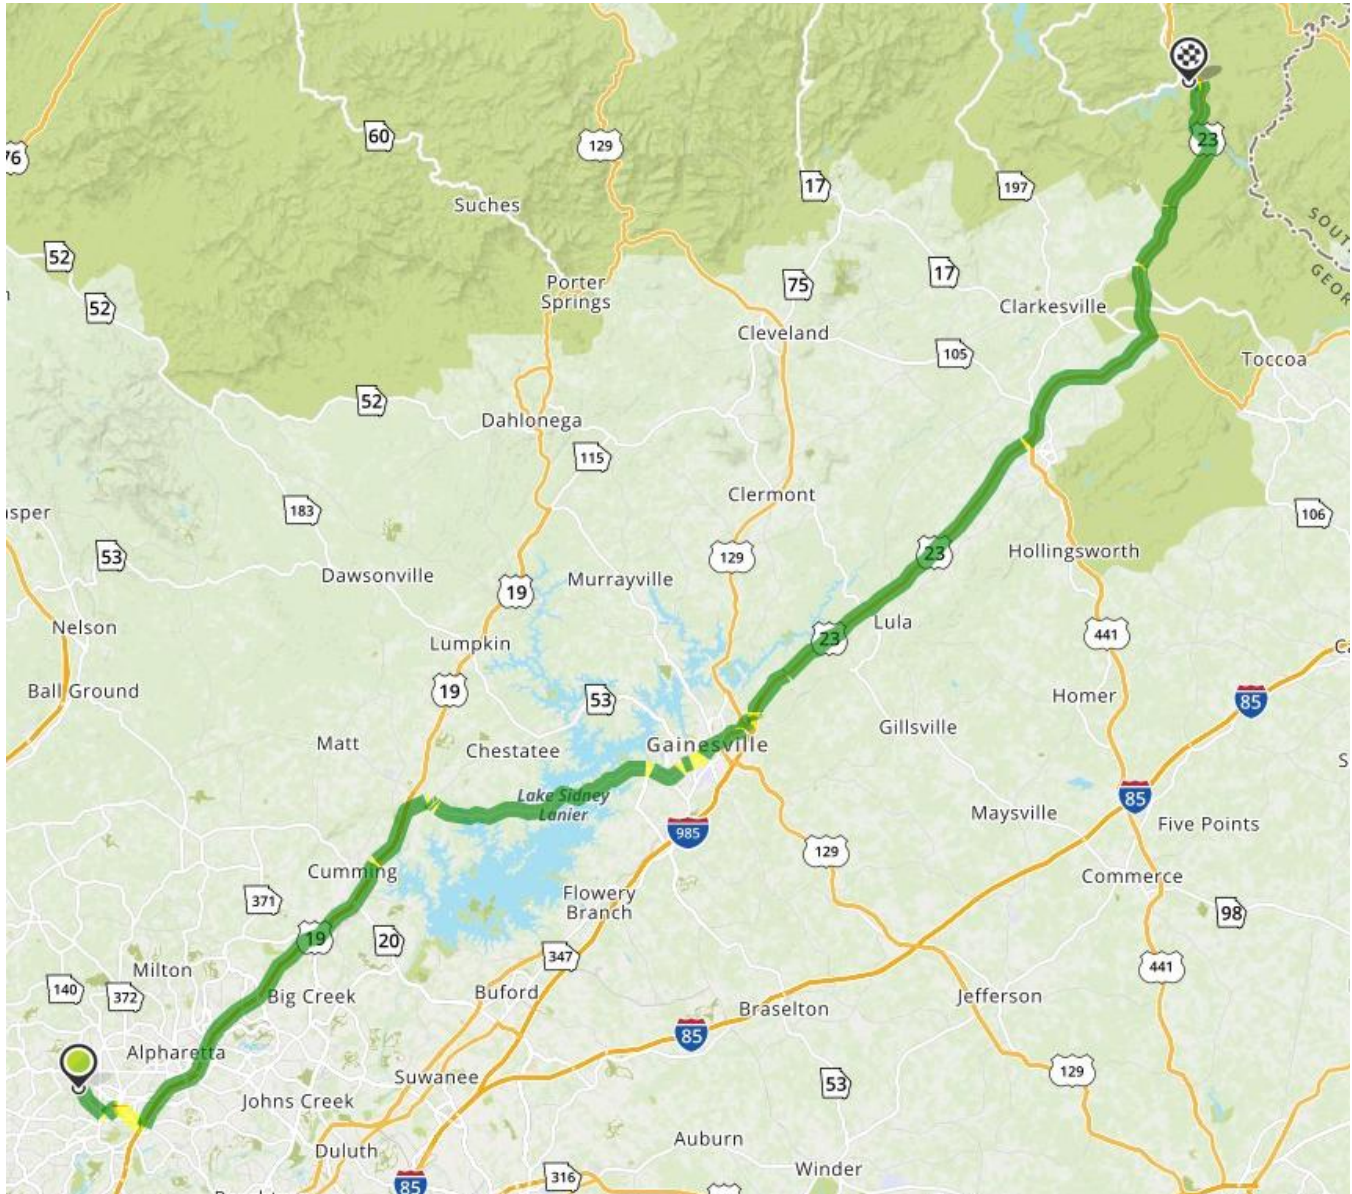 23
60
129
76
17
197
Suches
SOUT
52
17
GEOR
Porter
Springs
75
52
Clarkesville
Cleveland
105
Toccoa
52
Dahlonega
115
Clermont
183
asper
106
53
129
23
Hollingsworth
Dawsonville
Murrayville
19
Nelson
Lula
23
441
Lumpkin
Ball Ground
19
53
Homer
85
Matt
Chestatee
Gainesville
Gillsville
Lake Sidney
Lanier
85
Maysville
Five Points
985
129
Cumming
371
Flowery
Branch
Commerce
98
19
20
347
441
Milton
140
372
Big Creek
Buford
Jefferson
Braselton
85
Alpharetta
Suwanee
129
53
Johns Creek
Auburn
Duluth
Winder
316
85